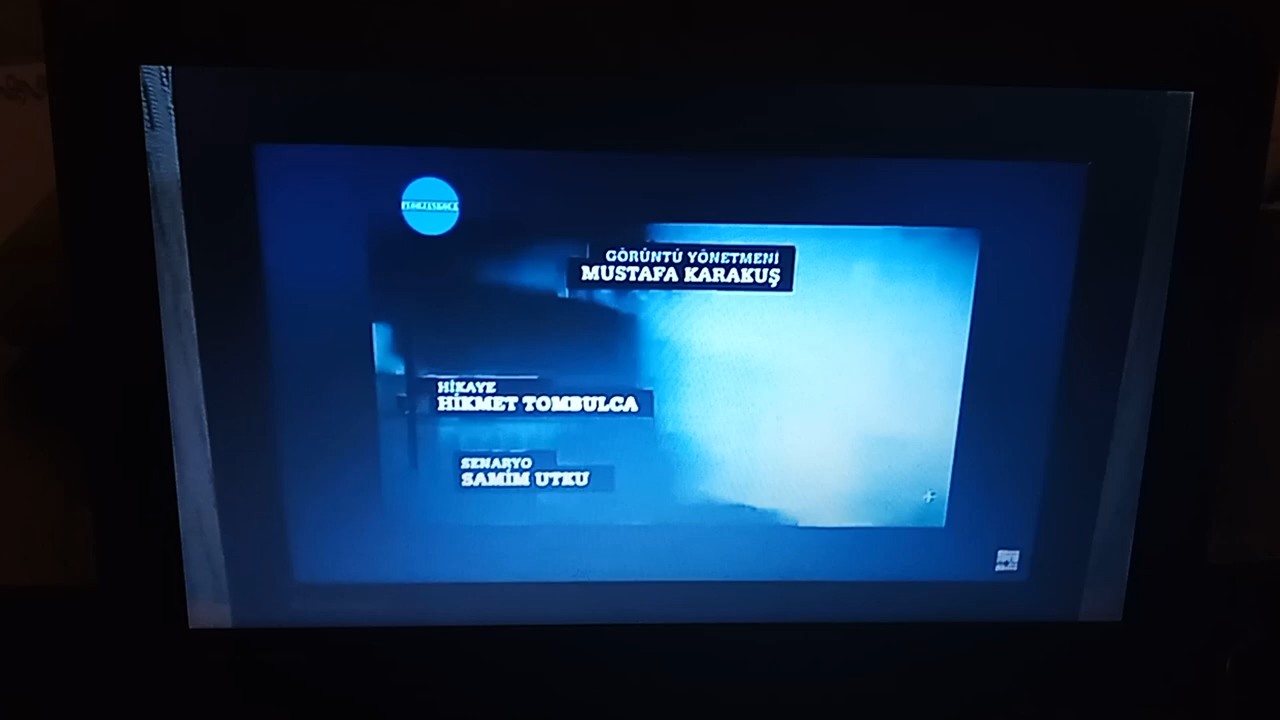 GÖRÜNTÜ YÖNETMENİ
MUSTAFA KARAKUŞ
HİKAYE
HİKMET TOMBULCA
SENARYO
SAMİM UTKU